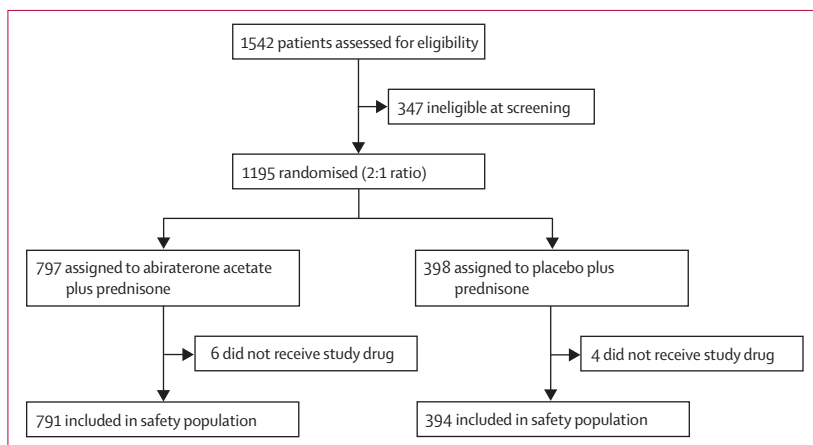 1542 patients assessed for eligibility
347 ineligible at screening
1195 randomised (2:1 ratio)
797 assigned to abiraterone acetate
plus prednisone
398 assigned to placebo plus
prednisone
6 did not receive study drug
4 did not receive study drug
791 included in safety population
394 included in safety population